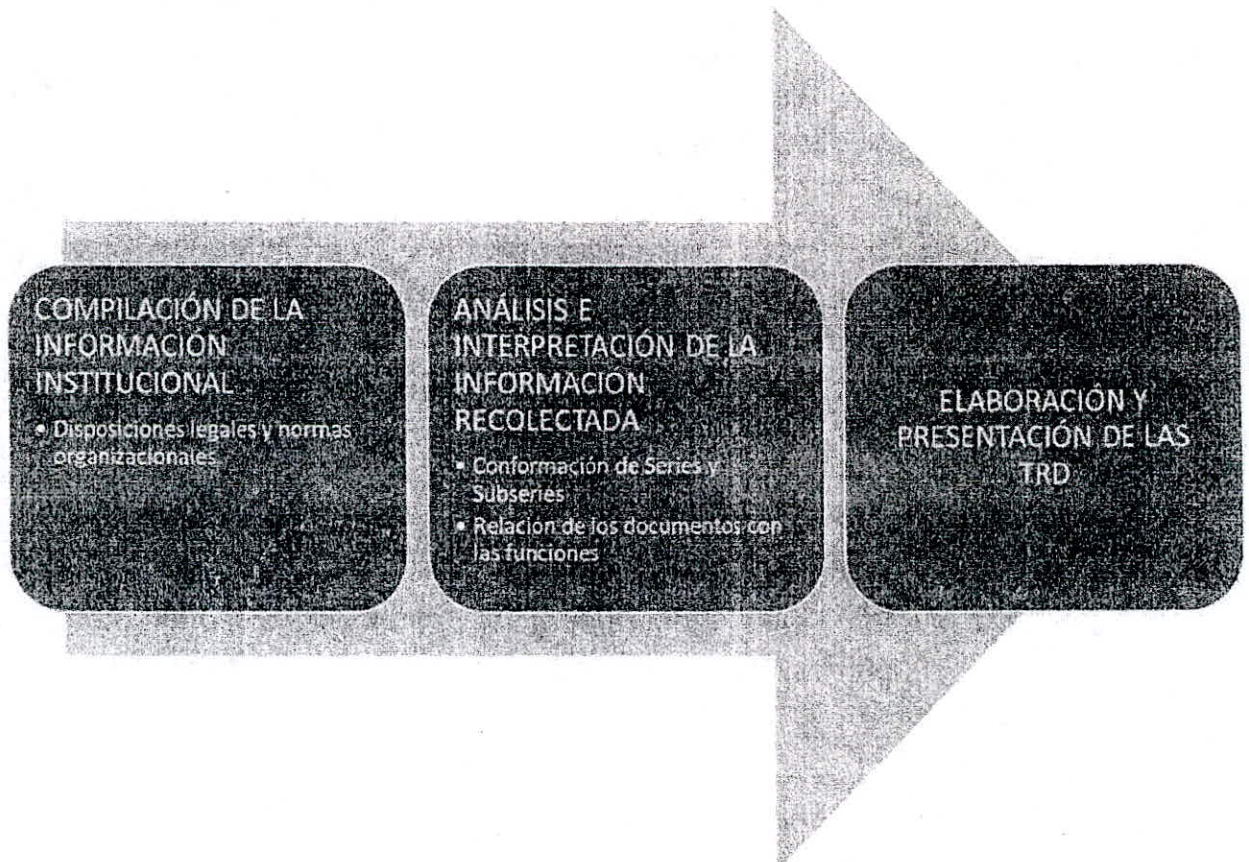 COMPILACIÓN DE LA
INFORMACIÓN
INSTITUCIONAL
• Disposiciones legales y normas
organizacionales
ANÁLISIS E
INTERPRETACIÓN DE LA
INFORMACIÓN
RECOLECTADA
• Conformación de Series y
Subseries
• Relación de los documentos con
las funciones
ELABORACIÓN Y
PRESENTACIÓN DE LAS
TRD